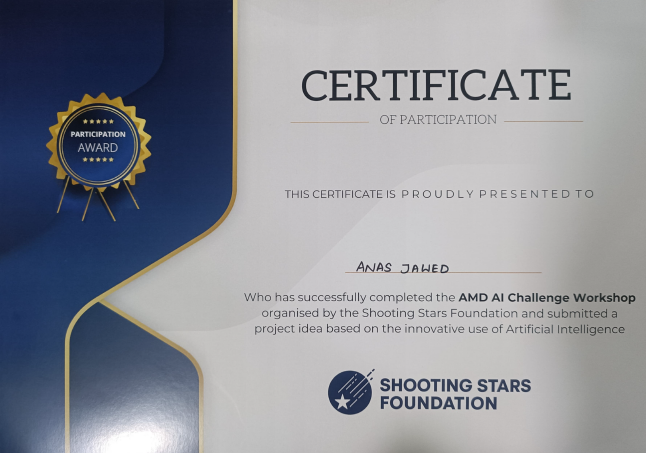 CERTIFICATE
OF PARTICIPATION
PARTICIPATION
AWARD
THIS CERTIFICATE IS PROUDLY PRESENTED TO
ANAS JAWED
Who has successfully completed the AMD AI Challenge Workshop
organised by the Shooting Stars Foundation and submitted a
project idea based on the innovative use of Artificial Intelligence
SHOOTING STARS
FOUNDATION